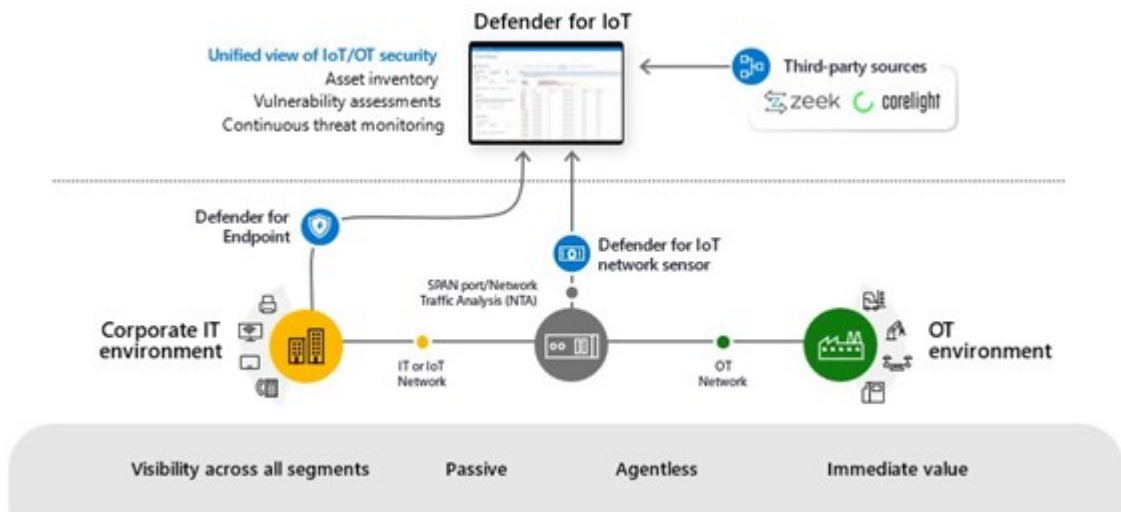 Defender for IoT
Unified view of IoT/OT security
Asset inventory
Vulnerability assessments
Continuous threat monitoring
Third-party sources
zeek
corelight
Defender for
Endpoint
Defender for IoT
network sensor
SPAN port/Network
Traffic Analysis (NTA)
Corporate IT
environment
IT or IoT
Network
OT
Network
OT
environment
Visibility across all segments
Passive
Agentless
Immediate value